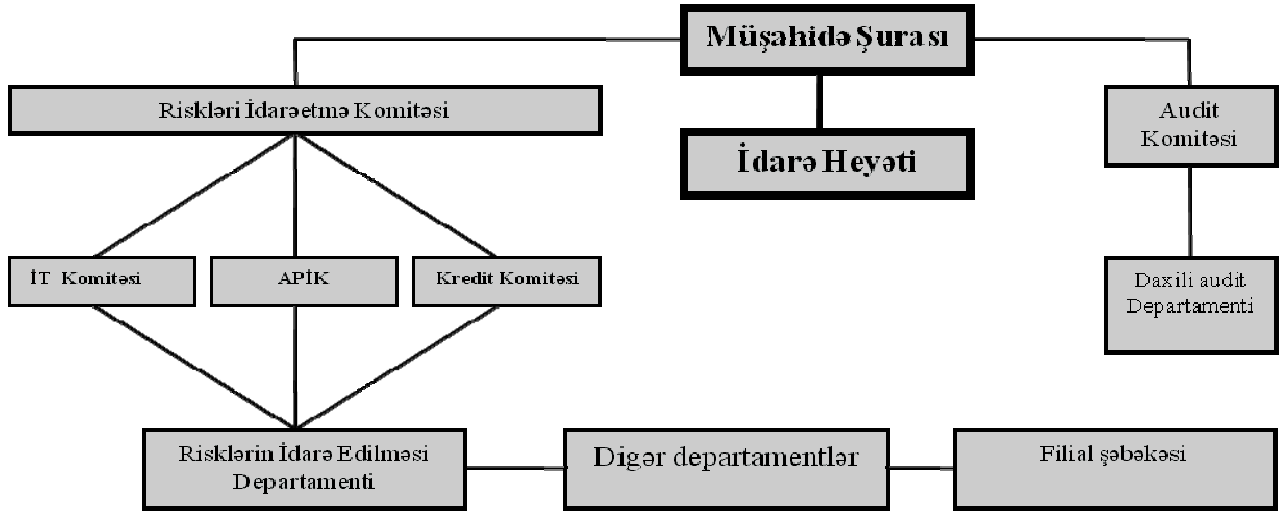 Müşahidə Şurası
Riskləri İdarəetmə Komitəsi
Audit
Komitəsi
İdarə Heyəti
İT Komitəsi
APİK
Kredit Komitəsi
Daxili audit
Departamenti
Risklərin İdarə Edilməsi
Departamenti
Digər departamentlər
Filial şəbəkəsi